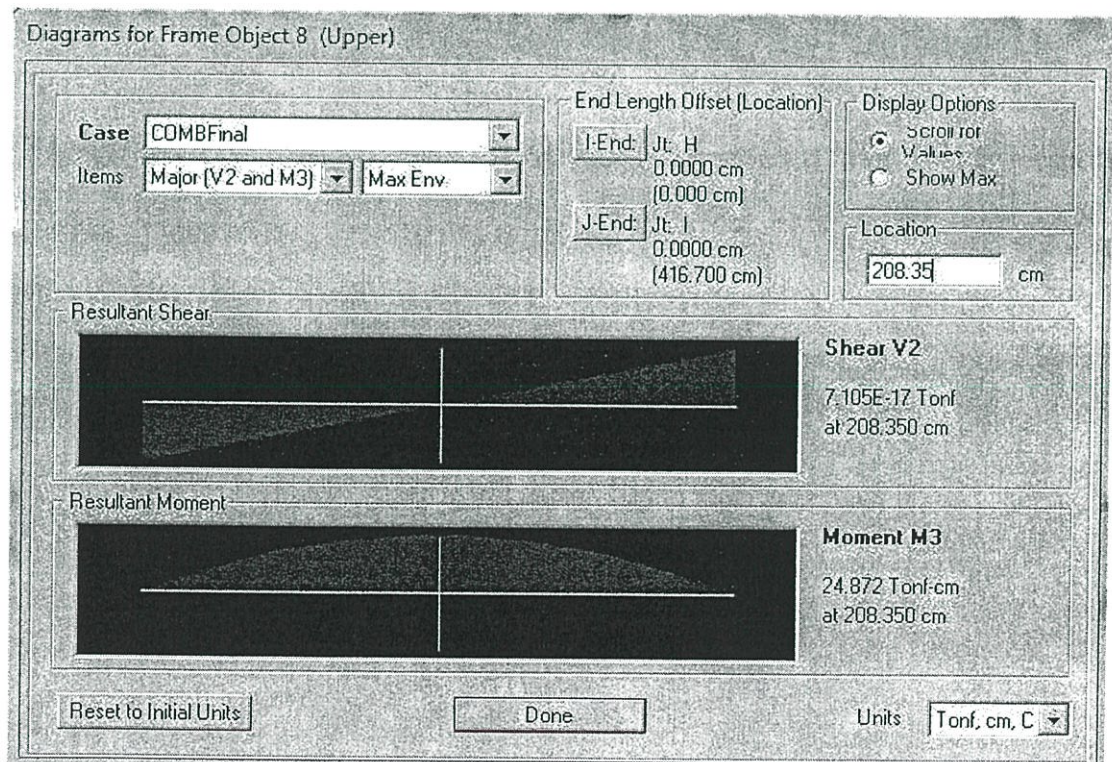 Diagrams for Frame Object 8 (Upper)
Case COMBFinal
Items Major (V2 and M3) Max Env.
End Length Offset (Location)
I-End: Jt: H
0.0000 cm
(0.000 cm)
J-End: Jt: I
0.0000 cm
(416.700 cm)
Display Options
Scroll for
Values
Show Max
Location
208.35 cm
Resultant Shear
Shear V2
7.105E-17 Tonf
at 208.350 cm
Resultant Moment
Moment M3
24.872 Tonf-cm
at 208.350 cm
Reset to Initial Units
Done
Units Tonf, cm, C